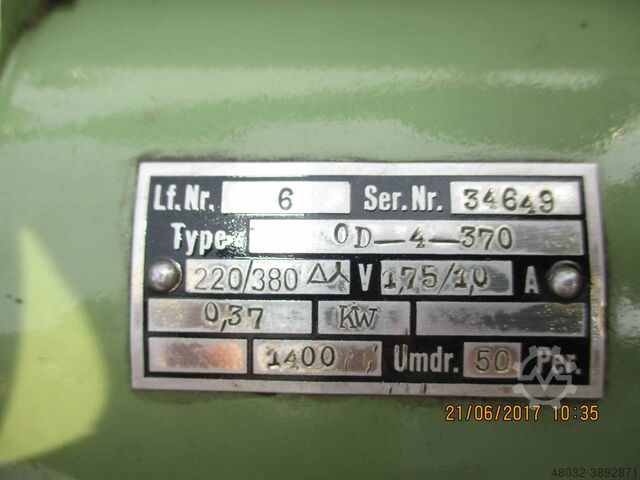 Lf.Nr. 6 Ser.Nr. 34649
Type OD-4-370
220/380 V 1,75/1,0 A
0,37 KW
1400 Umdr. 50 Per.
21/06/2017 10:35
48032-3892871